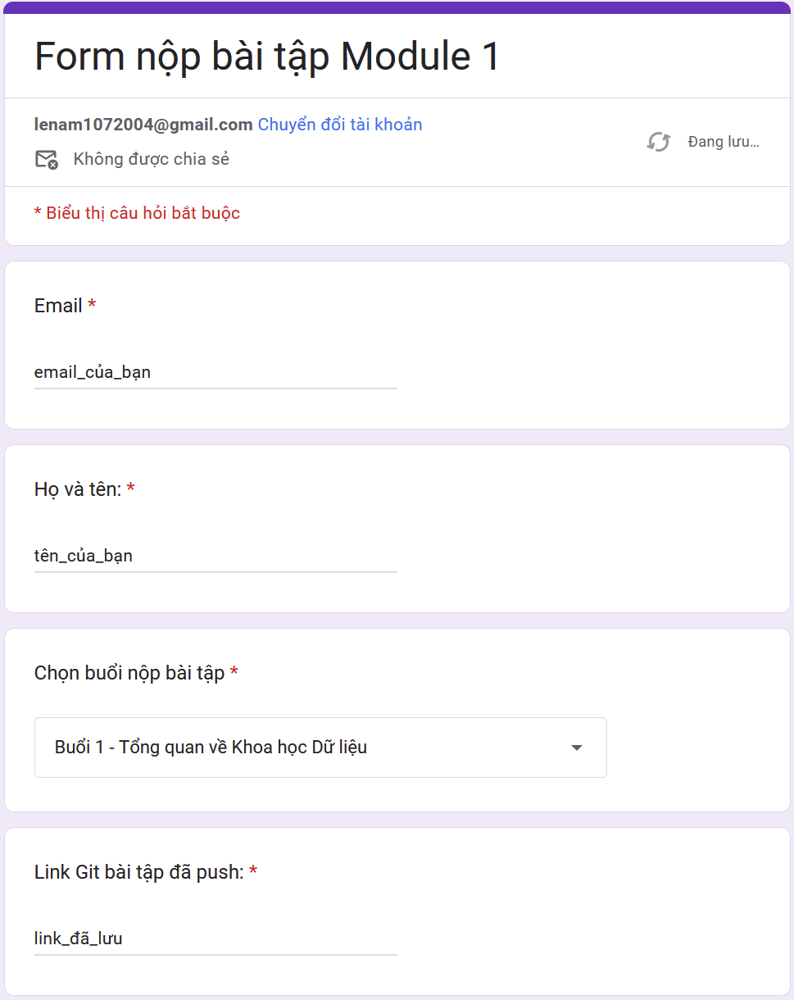 Form nộp bài tập Module 1
lenam1072004@gmail.com Chuyển đổi tài khoản
Đang lưu...
Không được chia sẻ
* Biểu thị câu hỏi bắt buộc
Email *
email_của_bạn
Họ và tên: *
tên_của_bạn
Chọn buổi nộp bài tập *
Buổi 1 - Tổng quan về Khoa học Dữ liệu
Link Git bài tập đã push: *
link_đã_lưu